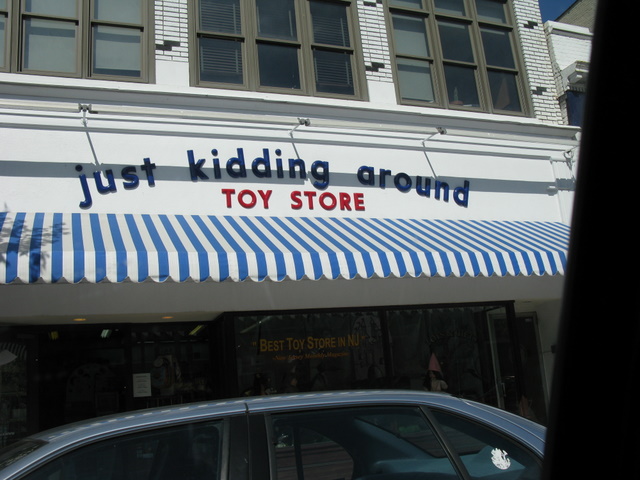 just kidding around
TOY STORE
"BEST TOY STORE IN NJ"